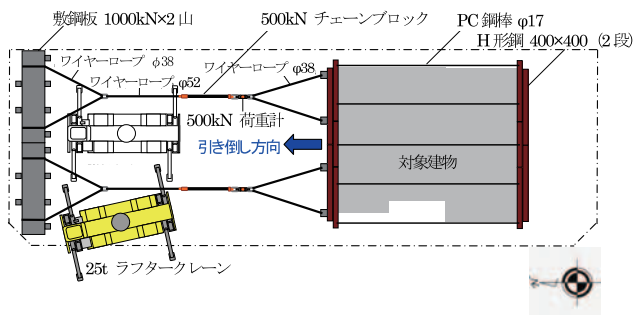 敷鋼板 1000kN×2山
500kN チェーンブロック
PC 鋼棒 φ17
H 形鋼 400×400 (2 段)
ワイヤーロープ φ38
ワイヤーロープ φ52
ワイヤーロープ φ38
500kN 荷重計
引き倒し方向
対象建物
25t ラフタークレーン